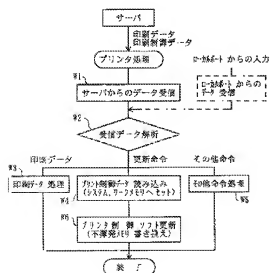 サーバ
印刷データ
印刷制御データ
プリンタ処理
ローカルポートからの入力
W1
サーバからのデータ受信
ローカルポートからの
データ受信
W2
受信データ解析
印刷データ
更新命令
その他命令
W3
印刷データ処理
プリント制御データ読み込み
(システム,ワークメモリへセット)
W4
その他命令処理
W5
W6
プリンタ制御ソフト更新
(不揮発メモリ書き換え)
終了